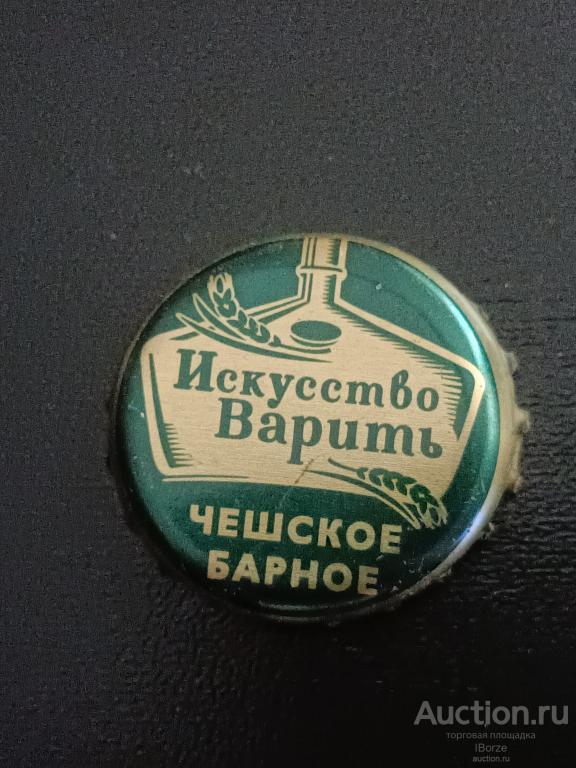 Искусство
Варить
ЧЕШСКОЕ
БАРНОЕ
Auction.ru
торговая площадка
IBorze
auction.ru